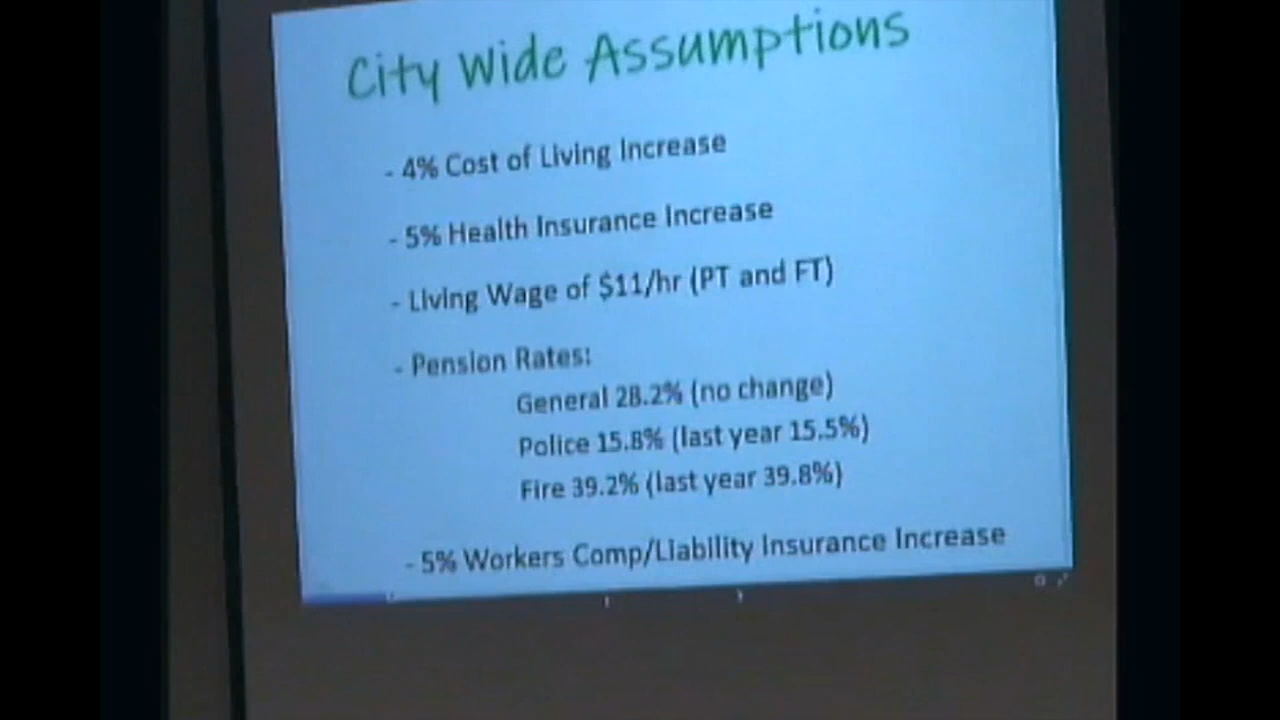 City Wide Assumptions
- 4% Cost of Living Increase
- 5% Health Insurance Increase
- Living Wage of $11/hr (PT and FT)
- Pension Rates:
General 28.2% (no change)
Police 15.8% (last year 15.5%)
Fire 39.2% (last year 39.8%)
- 5% Workers Comp/Liability Insurance Increase